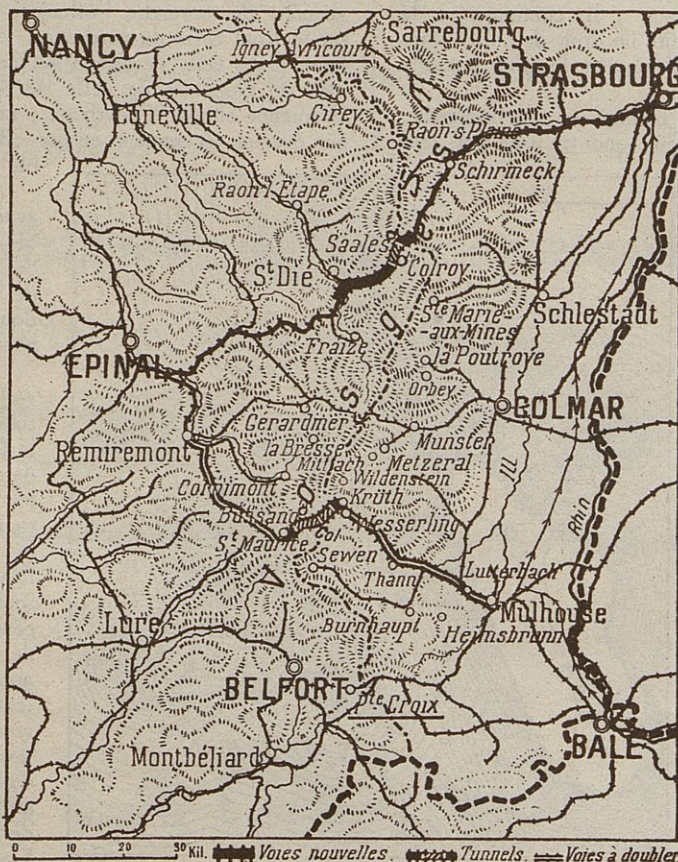 NANCY
Sarrebourg
Igney Avricourt
STRASBOURG
Lunéville
Cirey
Raon-s-Plaine
Schirmeck
Raon l'Etape
Saales
St Dié
Colroy
Schlestadt
Ste Marie-
-aux-Mines
Fraize
la Poutroye
EPINAL
Orbey
COLMAR
Gerardmer
la Bresse
Munster
Remiremont
Mittlach
Metzeral
Wildenstein
Cornimont
Krüth
Ill
Rhin
Bussang
Wesserling
St Maurice
Col
Sewen
Thann
Lutterbach
Mulhouse
Burnhaupt
Heimsbrunn
Lure
Vosges
BELFORT
Pte Croix
BALE
Montbéliard
0 10 20 30 Kil. Voies nouvelles. Tunnels. Voies à doubler